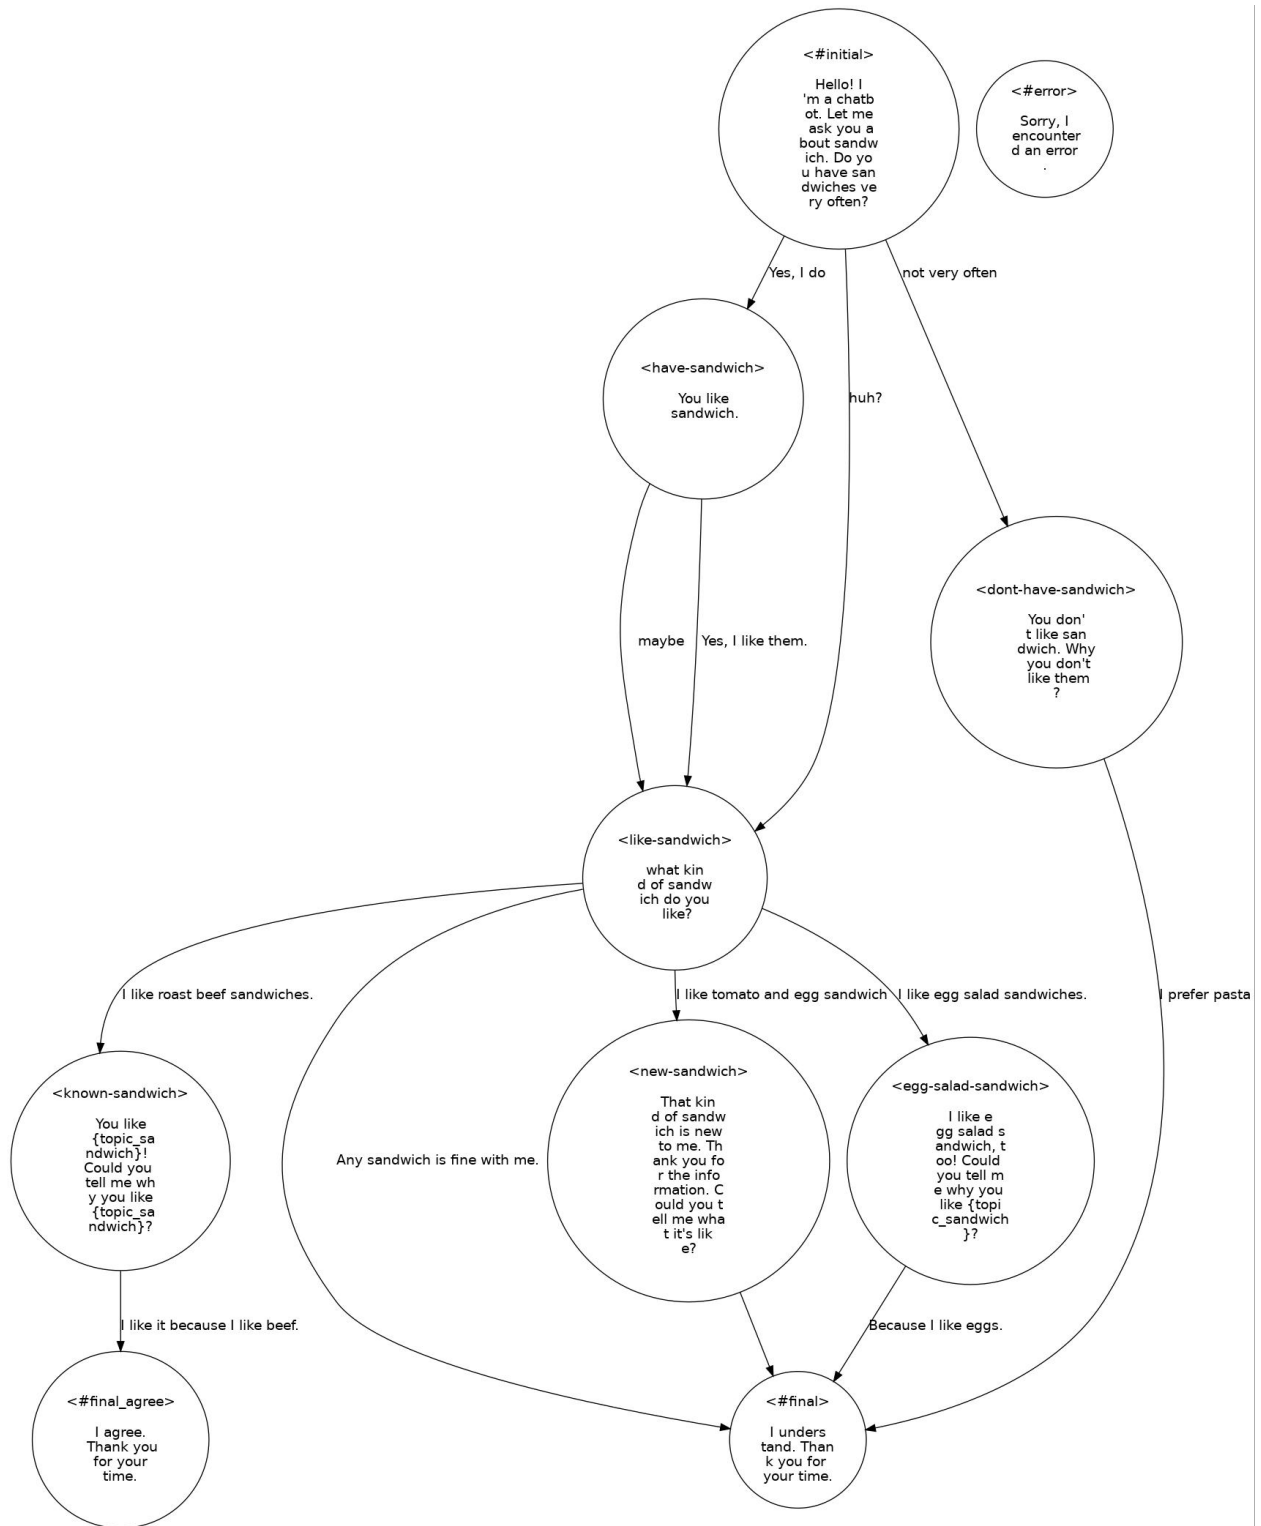 <#initial>
Hello! I
'm a chatb
ot. Let me
ask you a
bout sandw
ich. Do yo
u have san
dwiches ve
ry often?
<#error>
Sorry, I
encounter
d an error
.
Yes, I do
not very often
<have-sandwich>
You like
sandwich.
huh?
<dont-have-sandwich>
You don'
t like san
dwich. Why
you don't
like them
?
maybe
Yes, I like them.
<like-sandwich>
what kin
d of sandw
ich do you
like?
I like roast beef sandwiches.
I like tomato and egg sandwich
I like egg salad sandwiches.
I prefer pasta
<known-sandwich>
You like
{topic_sa
ndwich}!
Could you
tell me wh
y you like
{topic_sa
ndwich}?
Any sandwich is fine with me.
<new-sandwich>
That kin
d of sandw
ich is new
to me. Th
ank you fo
r the info
rmation. C
ould you t
ell me wha
t it's lik
e?
<egg-salad-sandwich>
I like e
gg salad s
andwich, t
oo! Could
you tell m
e why you
like {topi
c_sandwich
}?
I like it because I like beef.
Because I like eggs.
<#final_agree>
I agree.
Thank you
for your
time.
<#final>
I unders
tand. Than
k you for
your time.